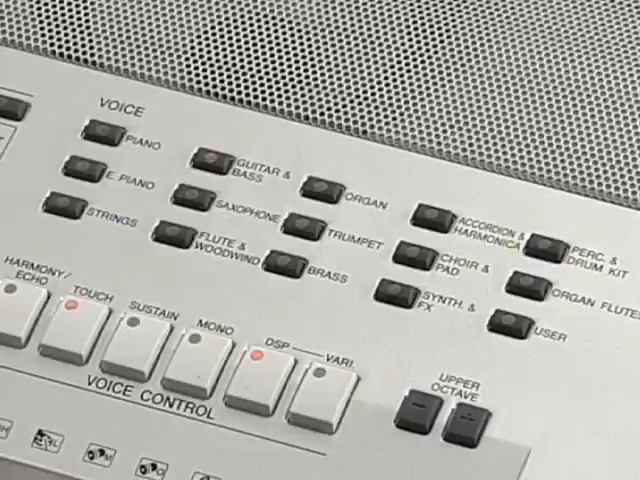 VOICE
PIANO
E. PIANO
STRINGS
GUITAR &
BASS
SAXOPHONE
FLUTE &
WOODWIND
ORGAN
TRUMPET
BRASS
ACCORDION &
HARMONICA
CHOIR &
PAD
SYNTH. &
FX
PERC. &
DRUM KIT
ORGAN FLUTES
USER
HARMONY/
ECHO
TOUCH
SUSTAIN
MONO
DSP
VARI.
VOICE CONTROL
UPPER
OCTAVE
-
+